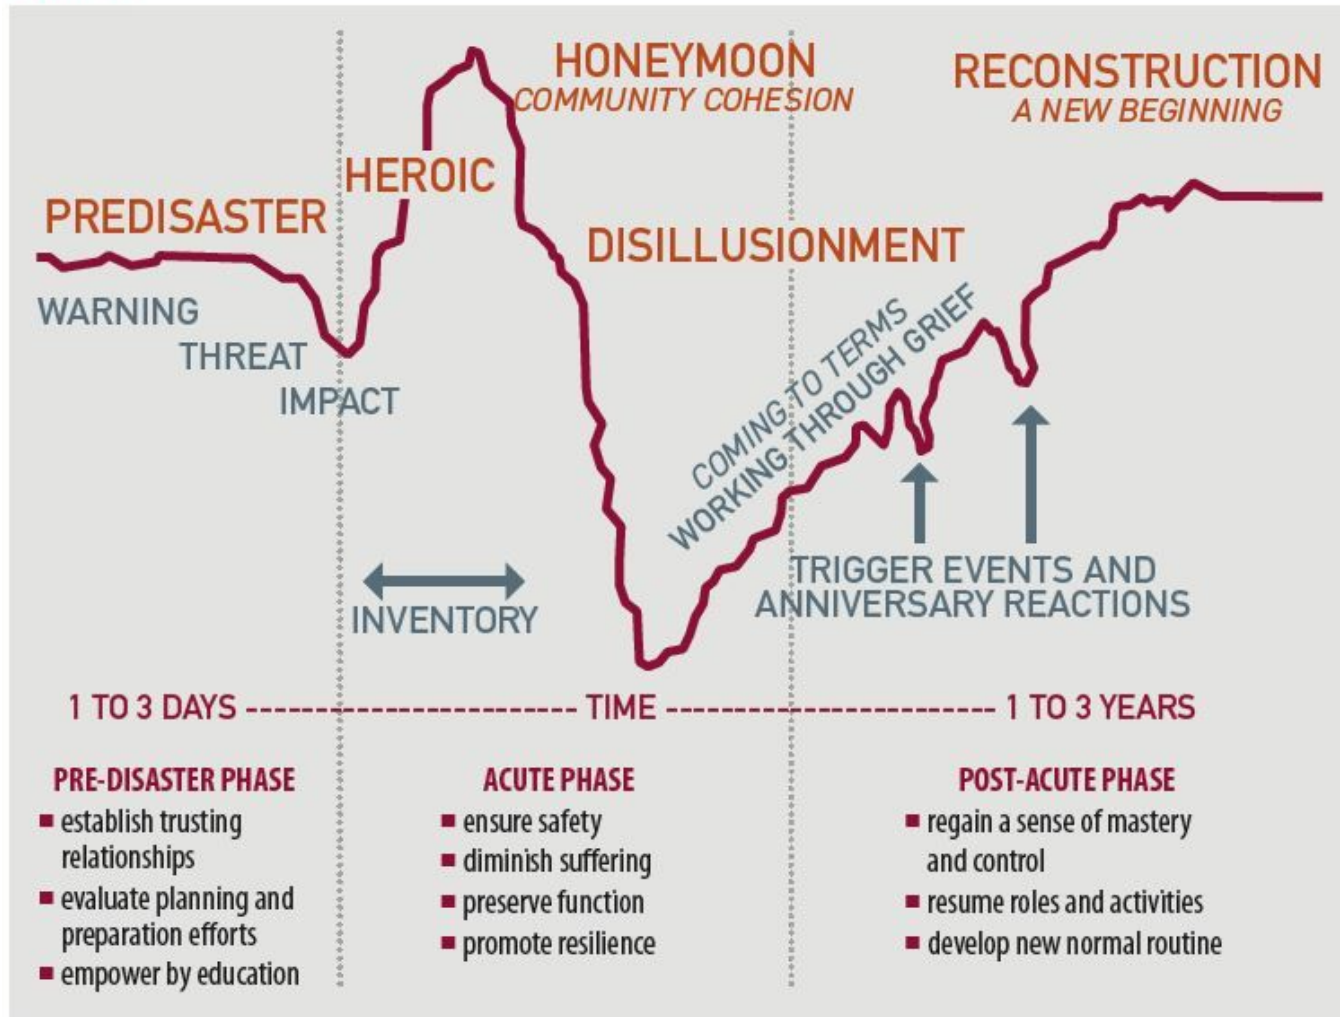 HONEYMOON
COMMUNITY COHESION
RECONSTRUCTION
A NEW BEGINNING
HEROIC
PREDISASTER
DISILLUSIONMENT
WARNING
THREAT
IMPACT
COMING TO TERMS
WORKING THROUGH GRIEF
INVENTORY
TRIGGER EVENTS AND
ANNIVERSARY REACTIONS
1 TO 3 DAYS ------------------------ TIME ------------------------ 1 TO 3 YEARS
PRE-DISASTER PHASE
■ establish trusting
relationships
■ evaluate planning and
preparation efforts
■ empower by education
ACUTE PHASE
■ ensure safety
■ diminish suffering
■ preserve function
■ promote resilience
POST-ACUTE PHASE
■ regain a sense of mastery
and control
■ resume roles and activities
■ develop new normal routine